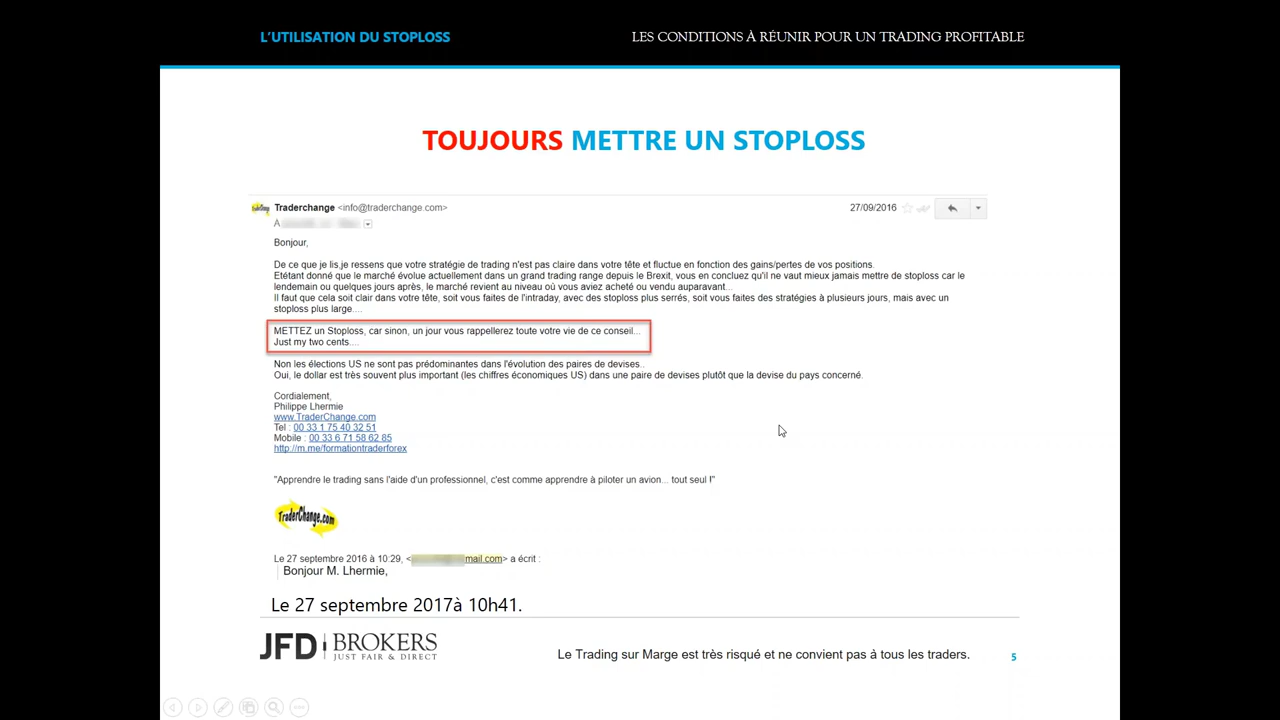 L'UTILISATION DU STOPLOSS
LES CONDITIONS À RÉUNIR POUR UN TRADING PROFITABLE
TOUJOURS METTRE UN STOPLOSS
Traderchange <info@traderchange.com>
27/09/2016
A
Bonjour,
De ce que je lis,je ressens que votre stratégie de trading n'est pas claire dans votre tête et fluctue en fonction des gains/pertes de vos positions.
Etétant donné que le marché évolue actuellement dans un grand trading range depuis le Brexit, vous en concluez qu'il ne vaut mieux jamais mettre de stoploss car le
lendemain ou quelques jours après, le marché revient au niveau où vous aviez acheté ou vendu auparavant...
Il faut que cela soit clair dans votre tête, soit vous faites de l'intraday, avec des stoploss plus serrés, soit vous faites des stratégies à plusieurs jours, mais avec un
stoploss plus large....
METTEZ un Stoploss, car sinon, un jour vous rappellerez toute votre vie de ce conseil...
Just my two cents....
Non les élections US ne sont pas prédominantes dans l'évolution des paires de devises..
Oui, le dollar est très souvent plus important (les chiffres économiques US) dans une paire de devises plutôt que la devise du pays concerné.
Cordialement,
Philippe Lhermie
www.TraderChange.com
Tel : 00 33 1 75 40 32 51
Mobile : 00 33 6 71 58 62 85
http://m.me/formationtraderforex
"Apprendre le trading sans l'aide d'un professionnel, c'est comme apprendre à piloter un avion... tout seul !"
TraderChange.com
Le 27 septembre 2016 à 10:29, < mail.com> a écrit :
Bonjour M. Lhermie,
Le 27 septembre 2017à 10h41.
JFD BROKERS
JUST FAIR & DIRECT
Le Trading sur Marge est très risqué et ne convient pas à tous les traders.
5